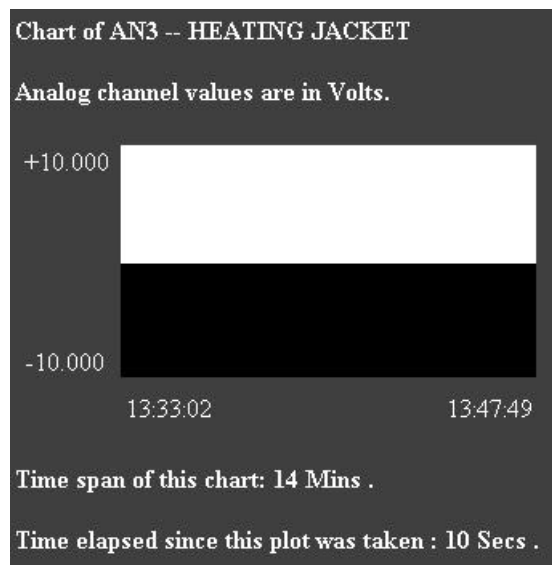 Chart of AN3 -- HEATING JACKET
Analog channel values are in Volts.
+10.000
-10.000
13:33:02 13:47:49
Time span of this chart: 14 Mins .
Time elapsed since this plot was taken : 10 Secs .